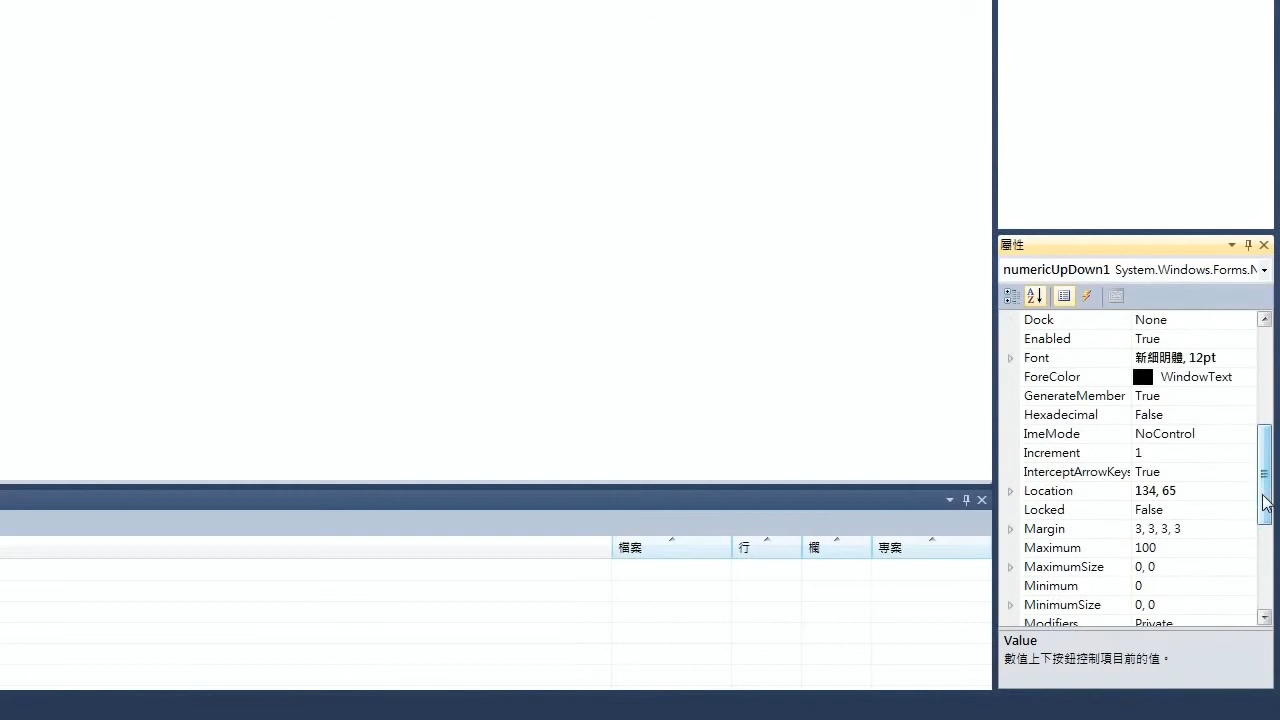 屬性
numericUpDown1 System.Windows.Forms.N
Dock None
Enabled True
Font 新細明體, 12pt
ForeColor WindowText
GenerateMember True
Hexadecimal False
ImeMode NoControl
Increment 1
InterceptArrowKeys True
Location 134, 65
Locked False
Margin 3, 3, 3, 3
檔案 行 欄 專案
Maximum 100
MaximumSize 0, 0
Minimum 0
MinimumSize 0, 0
Modifiers Private
Value
數值上下按鈕控制項目前的值。